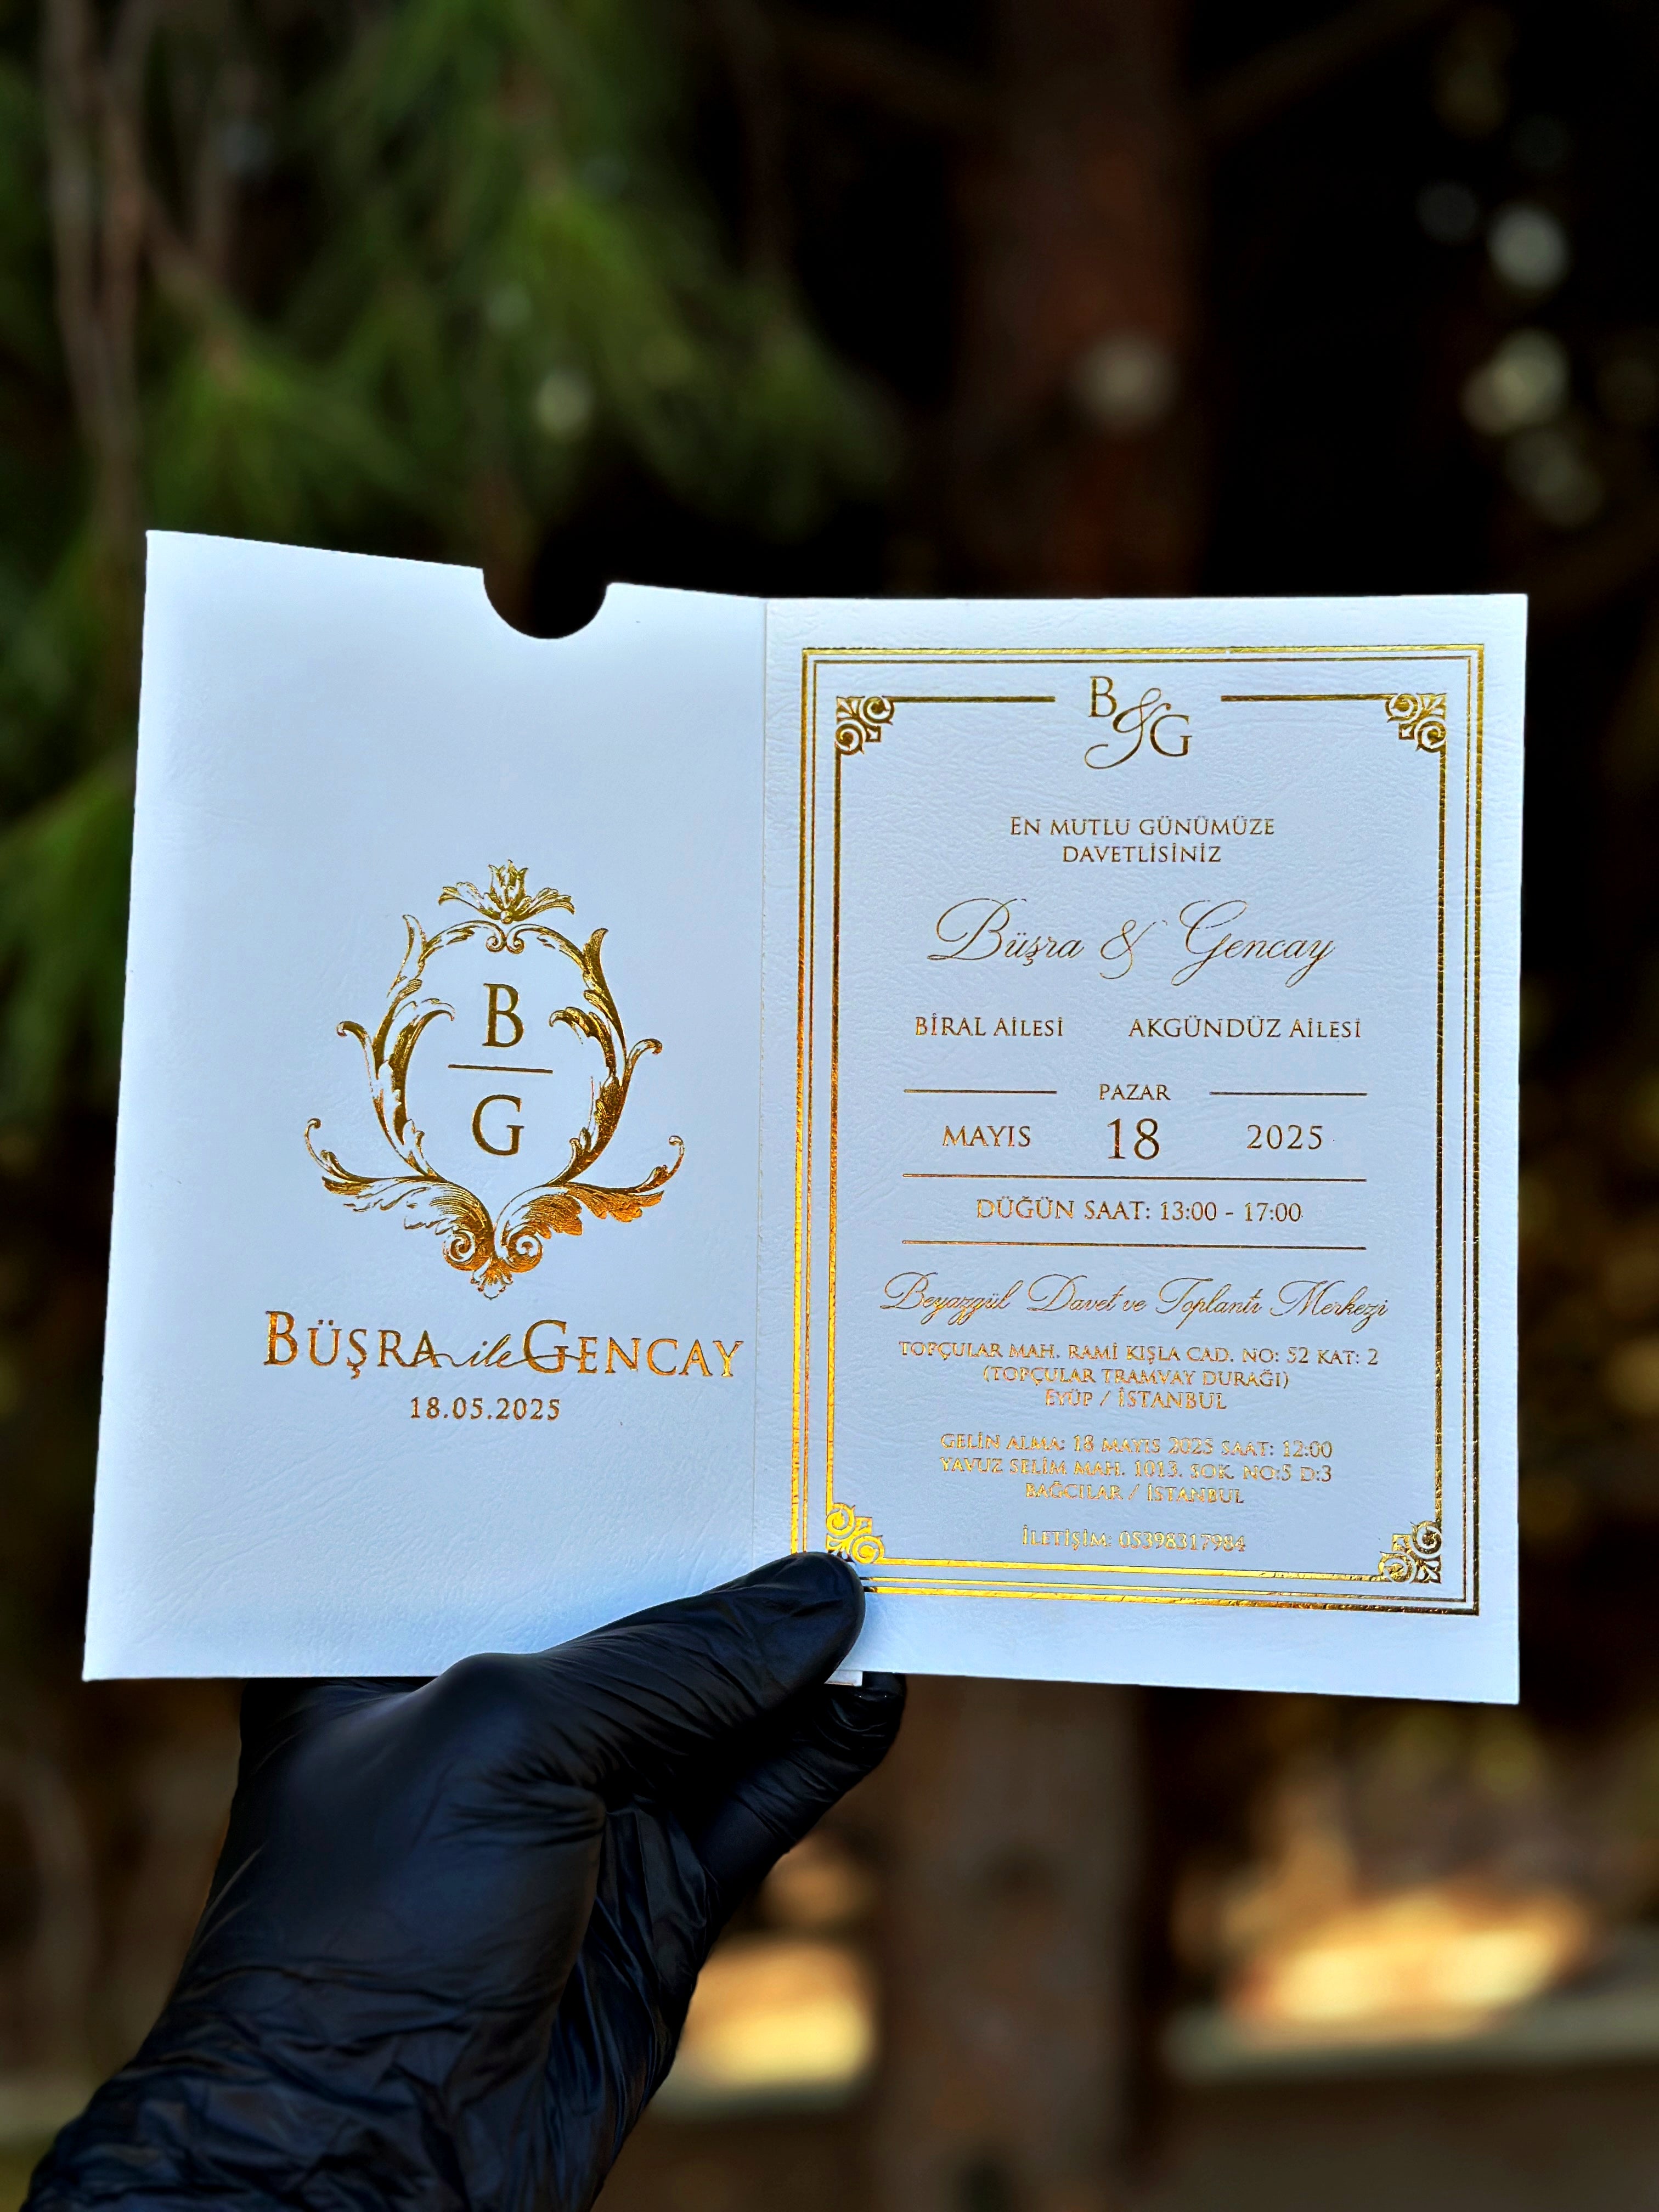 B
G
BÜŞRA ile GENCAY
18.05.2025
B&G
EN MUTLU GÜNÜMÜZE
DAVETLİSİNİZ
Büşra & Gencay
BİRAL AİLESİ AKGÜNDÜZ AİLESİ
PAZAR
MAYIS 18 2025
DÜĞÜN SAAT: 13:00 - 17:00
Beyazgül Davet ve Toplantı Merkezi
TOPÇULAR MAH. RAMİ KIŞLA CAD. NO: 52 KAT: 2
(TOPÇULAR TRAMVAY DURAĞI)
EYÜP / İSTANBUL
GELİN ALMA: 18 MAYIS 2025 SAAT: 12:00
YAVUZ SELİM MAH. 1013. SOK. NO:5 D:3
BAĞCILAR / İSTANBUL
İLETİŞİM: 05398317984